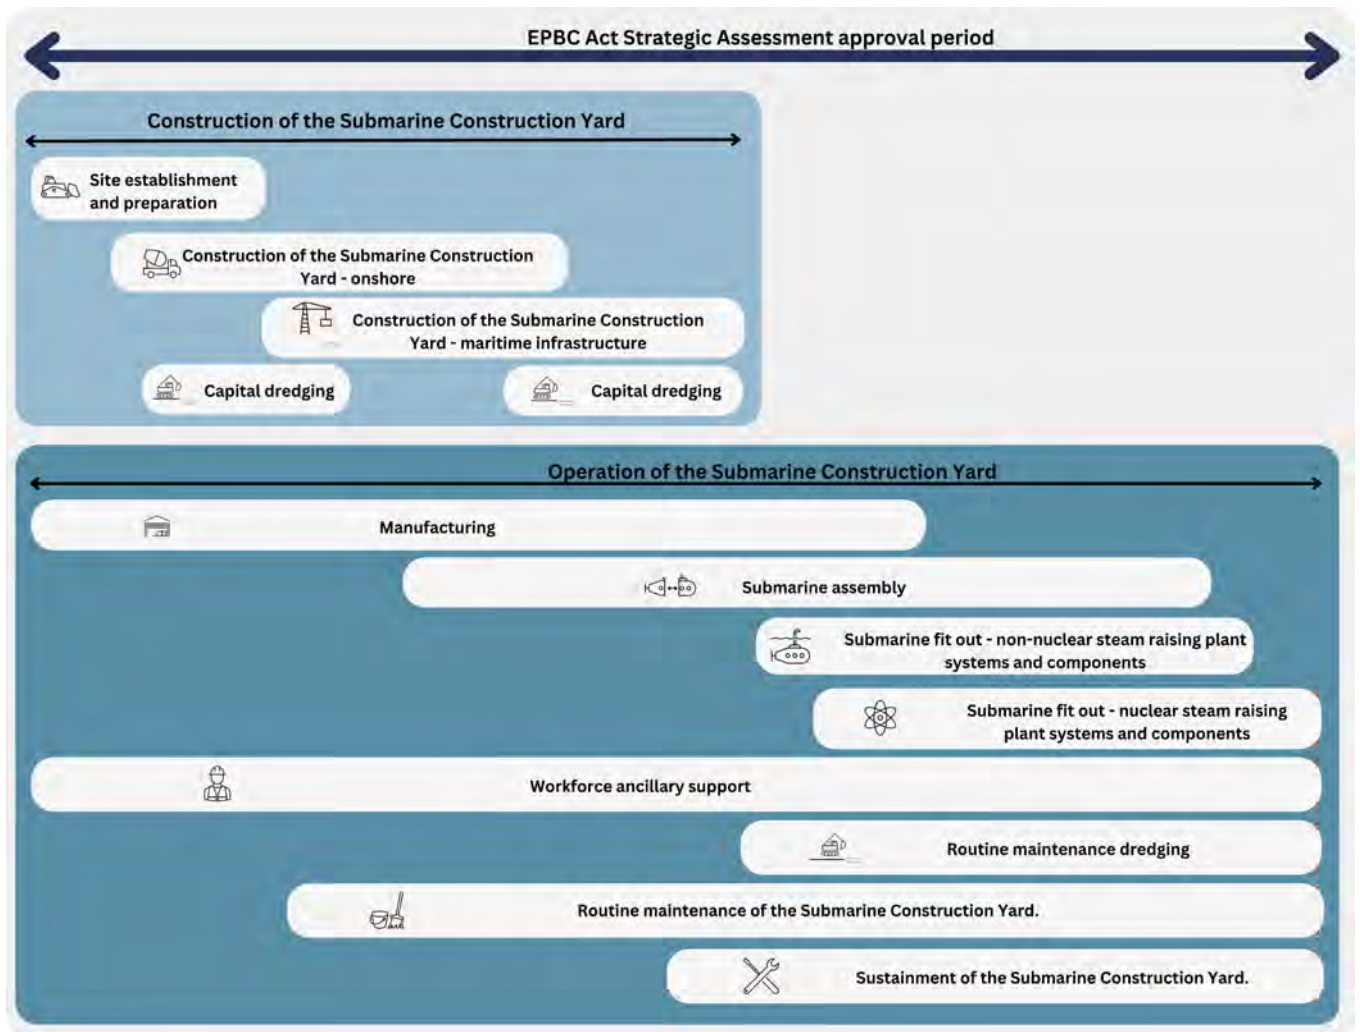 EPBC Act Strategic Assessment approval period
Construction of the Submarine Construction Yard
Site establishment
and preparation
Construction of the Submarine Construction
Yard - onshore
Construction of the Submarine Construction
Yard - maritime infrastructure
Capital dredging
Capital dredging
Operation of the Submarine Construction Yard
Manufacturing
Submarine assembly
Submarine fit out - non-nuclear steam raising plant
systems and components
Submarine fit out - nuclear steam raising
plant systems and components
Workforce ancillary support
Routine maintenance dredging
Routine maintenance of the Submarine Construction Yard.
Sustainment of the Submarine Construction Yard.